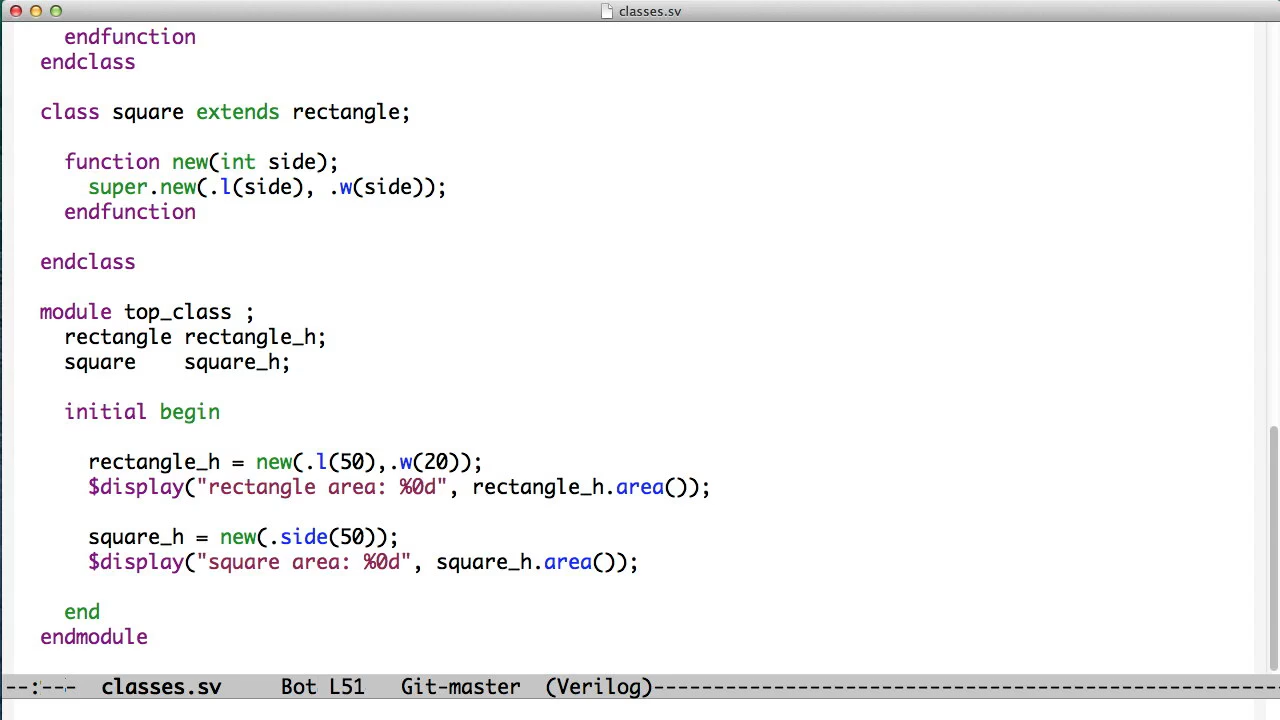 classes.sv
endfunction
endclass
class square extends rectangle;
function new(int side);
super.new(.l(side), .w(side));
endfunction
endclass
module top_class ;
rectangle rectangle_h;
square    square_h;
initial begin
rectangle_h = new(.l(50),.w(20));
$display("rectangle area: %0d", rectangle_h.area());
square_h = new(.side(50));
$display("square area: %0d", square_h.area());
end
endmodule
--:---  classes.sv     Bot L51   Git-master  (Verilog)----------------------------------------------------